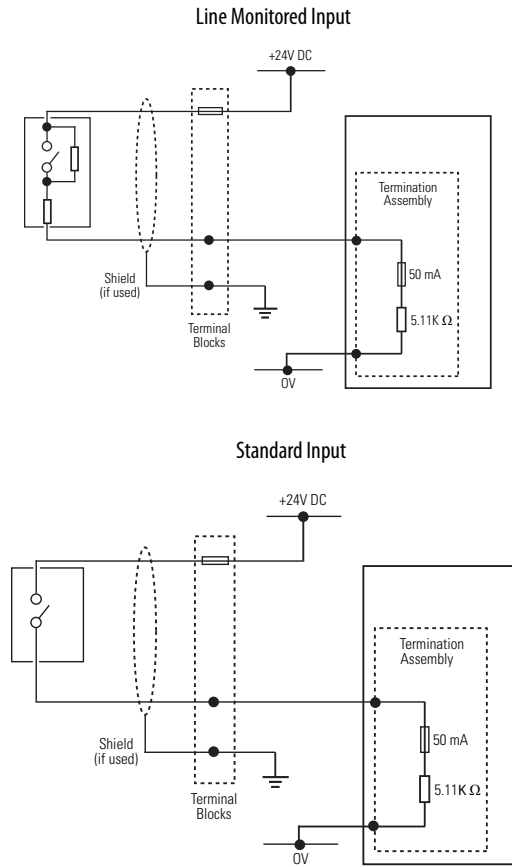 Line Monitored Input
+24V DC
Termination
Assembly
50 mA
5.11K Ω
Shield
(if used)
Terminal
Blocks
0V
Standard Input
+24V DC
Termination
Assembly
50 mA
5.11K Ω
Shield
(if used)
Terminal
Blocks
0V